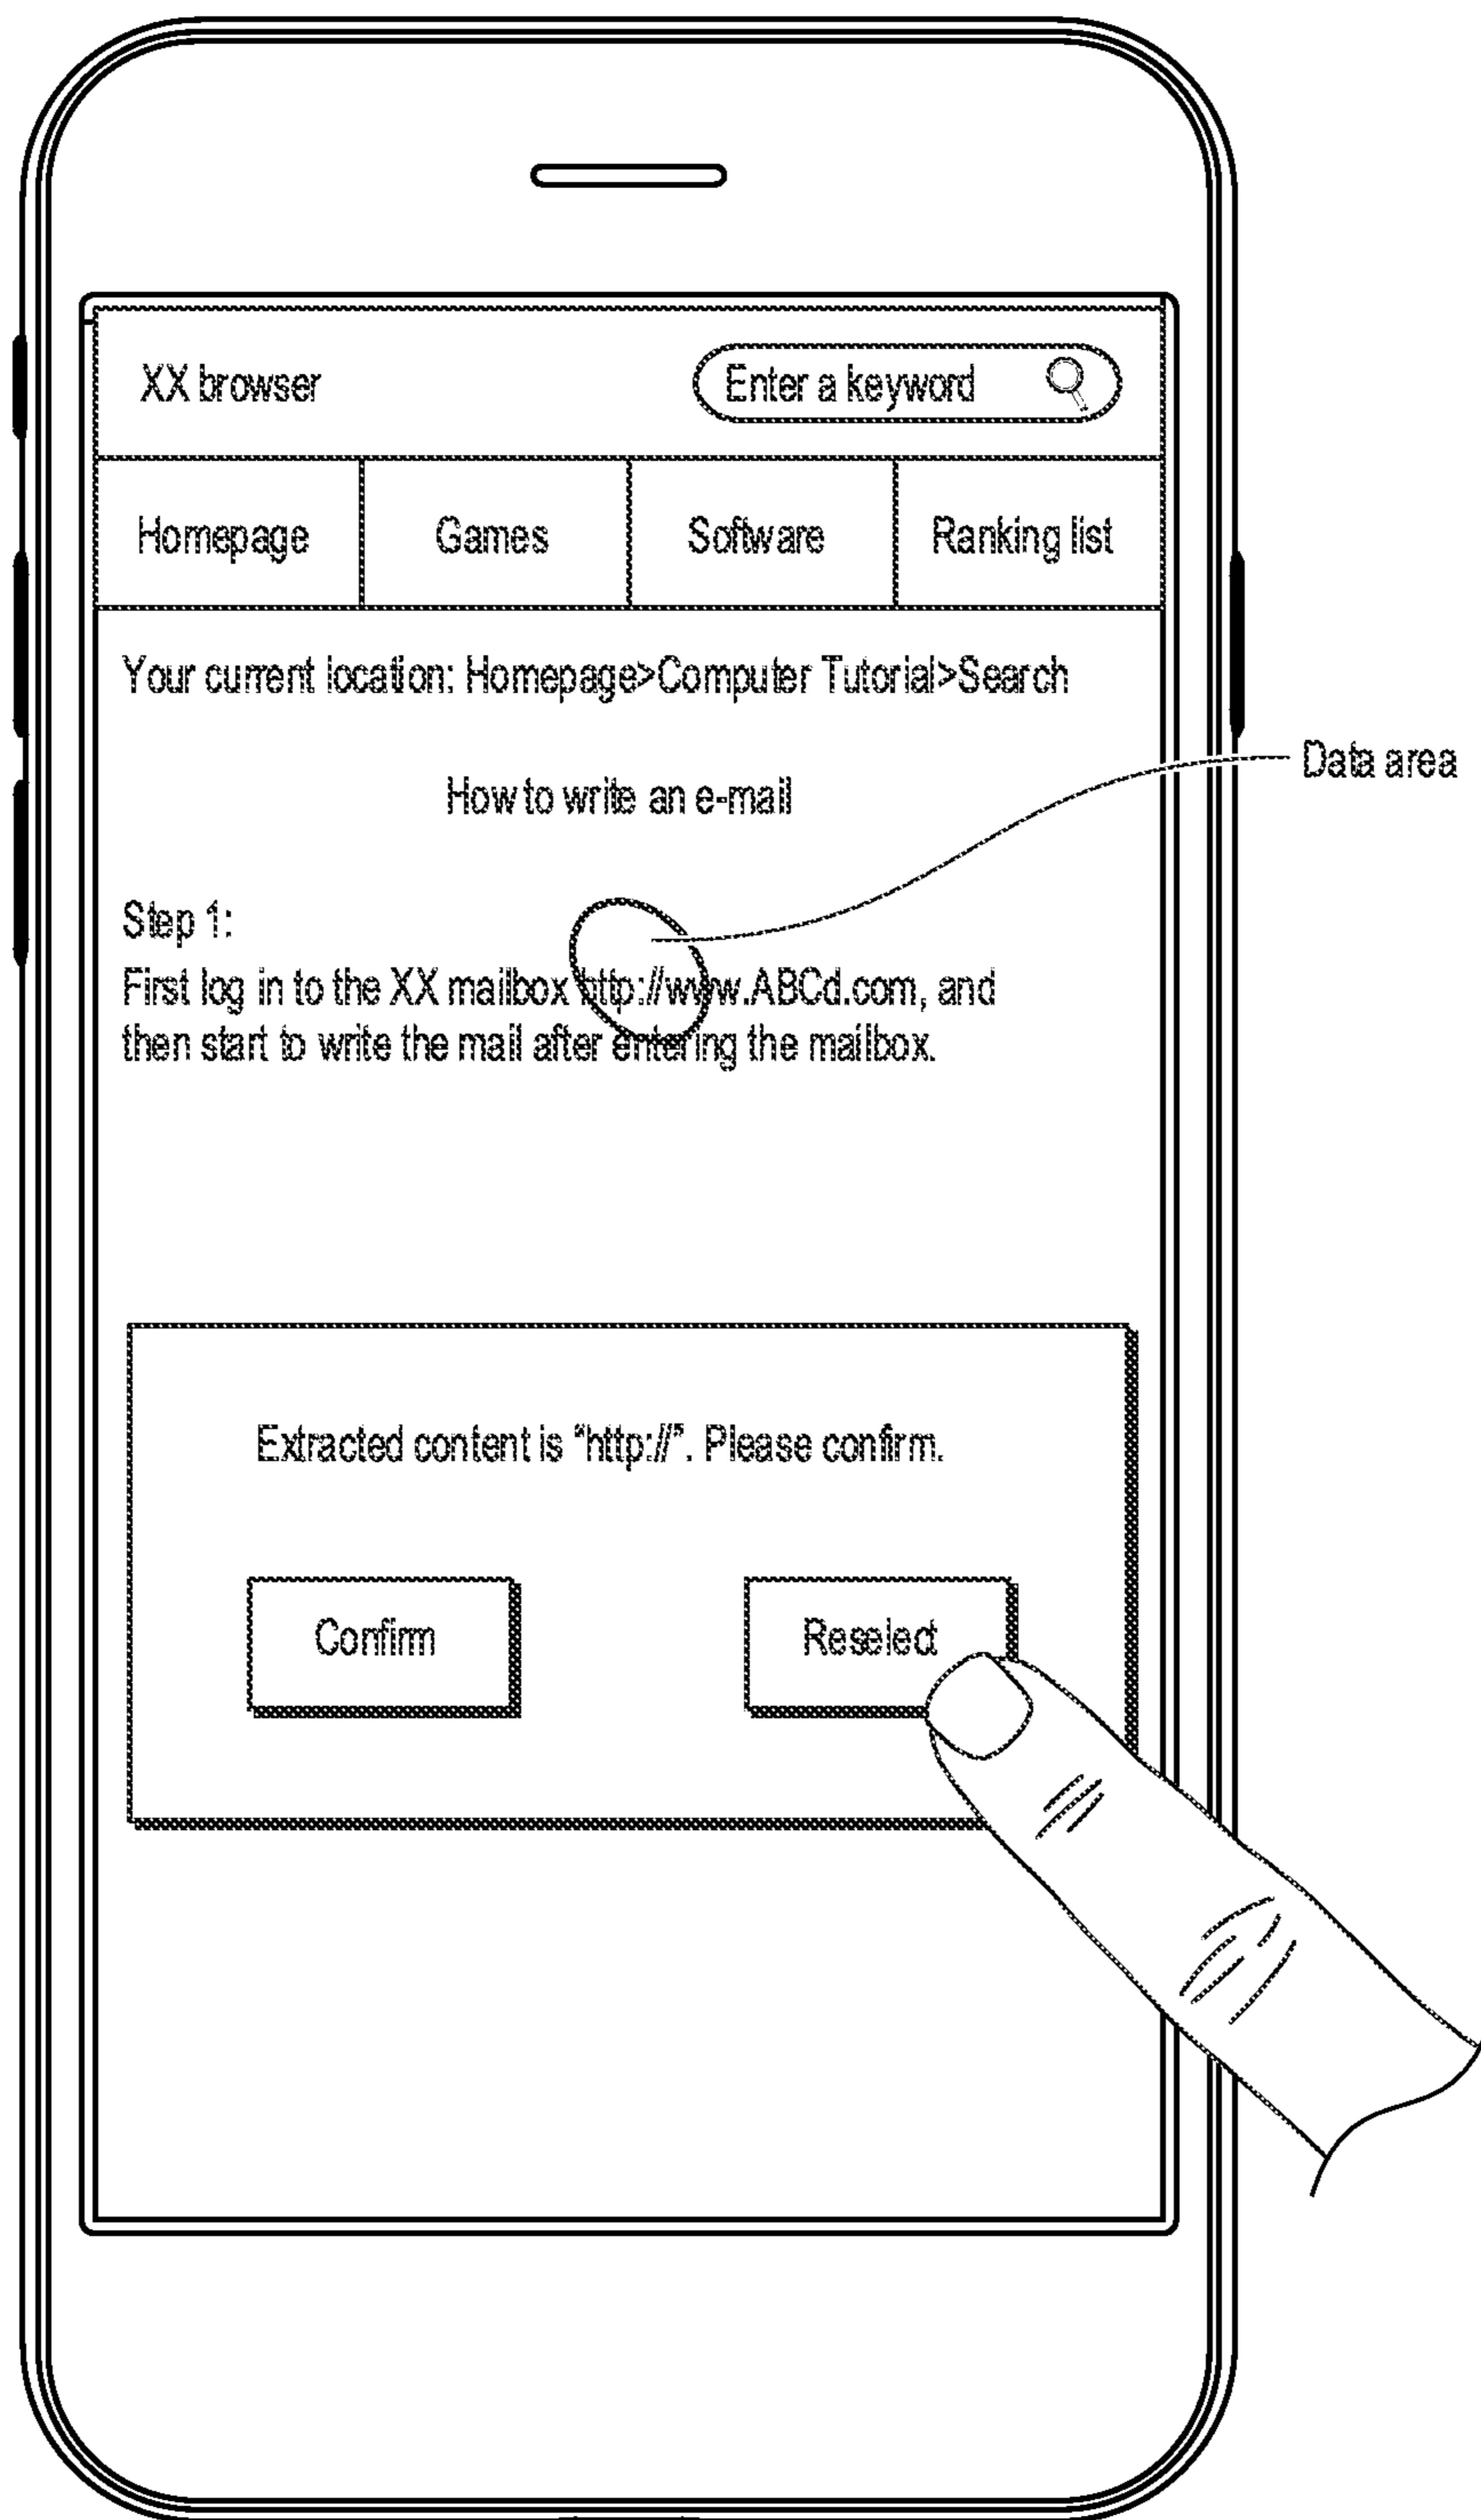 XX browser
Enter a keyword
Homepage
Games
Software
Ranking list
Your current location: Homepage>Computer Tutorial>Search
Data area
How to write an e-mail
Step 1:
First log in to the XX mailbox http://www.ABCd.com, and
then start to write the mail after entering the mailbox.
Extracted content is “http://”. Please confirm.
Confirm
Reselect